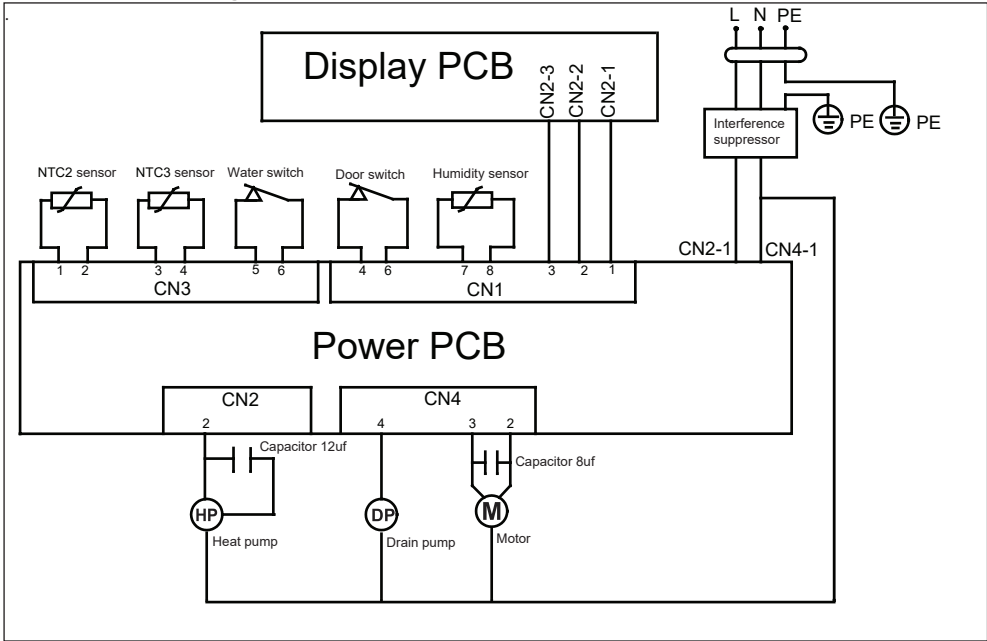 L N PE
Display PCB
CN2-3
CN2-2
CN2-1
Interference
suppressor
PE
PE
NTC2 sensor
NTC3 sensor
Water switch
Door switch
Humidity sensor
CN2-1
CN4-1
1 2 3 4 5 6
4 6 7 8 3 2 1
CN3
CN1
Power PCB
CN2
CN4
2
4
3
2
Capacitor 12uf
Capacitor 8uf
HP
DP
M
Heat pump
Drain pump
Motor